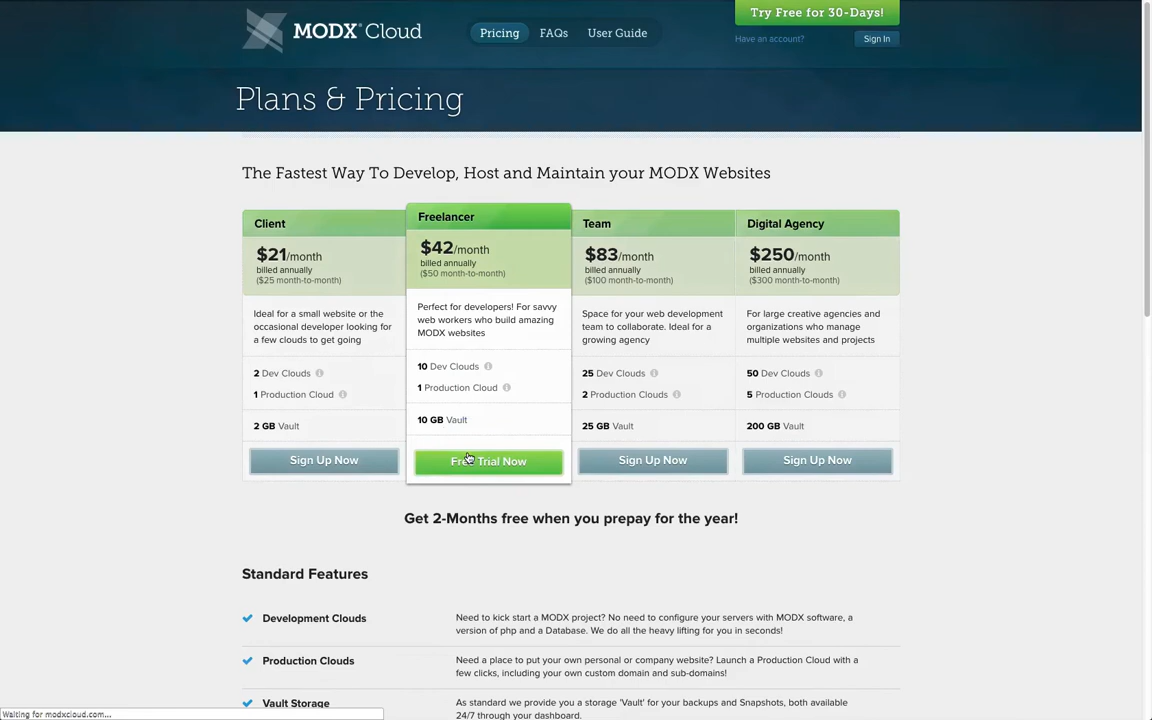 MODX Cloud
Pricing
FAQs
User Guide
Try Free for 30-Days!
Have an account?
Sign In
Plans & Pricing
The Fastest Way To Develop, Host and Maintain your MODX Websites
Client
$21/month
billed annually
($25 month-to-month)
Ideal for a small website or the
occasional developer looking for
a few clouds to get going
2 Dev Clouds
1 Production Cloud
2 GB Vault
Sign Up Now
Freelancer
$42/month
billed annually
($50 month-to-month)
Perfect for developers! For savvy
web workers who build amazing
MODX websites
10 Dev Clouds
1 Production Cloud
10 GB Vault
Free Trial Now
Team
$83/month
billed annually
($100 month-to-month)
Space for your web development
team to collaborate. Ideal for a
growing agency
25 Dev Clouds
2 Production Clouds
25 GB Vault
Sign Up Now
Digital Agency
$250/month
billed annually
($300 month-to-month)
For large creative agencies and
organizations who manage
multiple websites and projects
50 Dev Clouds
5 Production Clouds
200 GB Vault
Sign Up Now
Get 2-Months free when you prepay for the year!
Standard Features
Development Clouds
Need to kick start a MODX project? No need to configure your servers with MODX software, a
version of php and a Database. We do all the heavy lifting for you in seconds!
Production Clouds
Need a place to put your own personal or company website? Launch a Production Cloud with a
few clicks, including your own custom domain and sub-domains!
Vault Storage
As standard we provide you a storage 'Vault' for your backups and Snapshots, both available
24/7 through your dashboard.
Waiting for modxcloud.com...